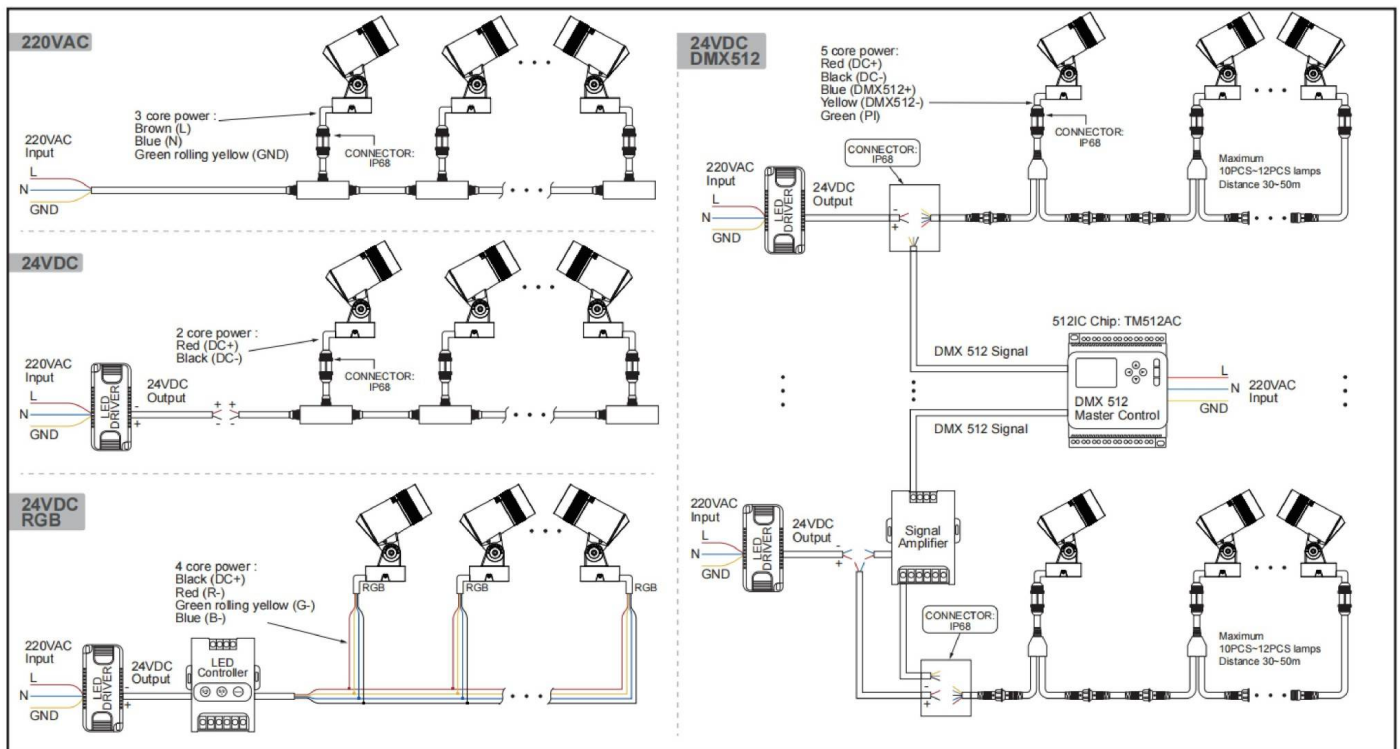 220VAC
3 core power :
Brown (L)
Blue (N)
Green rolling yellow (GND)
CONNECTOR:
IP68
220VAC
Input
L
N
GND
24VDC
2 core power :
Red (DC+)
Black (DC-)
CONNECTOR:
IP68
220VAC
Input
L
N
GND
LED
DRIVER
24VDC
Output
-
+
+ +
- -
24VDC
RGB
4 core power :
Black (DC+)
Red (R-)
Green rolling yellow (G-)
Blue (B-)
RGB
RGB
RGB
220VAC
Input
L
N
GND
LED
DRIVER
24VDC
Output
-
+
LED
Controller
24VDC
DMX512
5 core power:
Red (DC+)
Black (DC-)
Blue (DMX512+)
Yellow (DMX512-)
Green (PI)
CONNECTOR:
IP68
CONNECTOR:
IP68
Maximum
10PCS~12PCS lamps
Distance 30~50m
220VAC
Input
L
N
GND
LED
DRIVER
24VDC
Output
-
+
512IC Chip: TM512AC
DMX 512 Signal
DMX 512
Master Control
L
N
GND
220VAC
Input
DMX 512 Signal
220VAC
Input
L
N
GND
LED
DRIVER
24VDC
Output
-
+
Signal
Amplifier
CONNECTOR:
IP68
-
+
Maximum
10PCS~12PCS lamps
Distance 30~50m